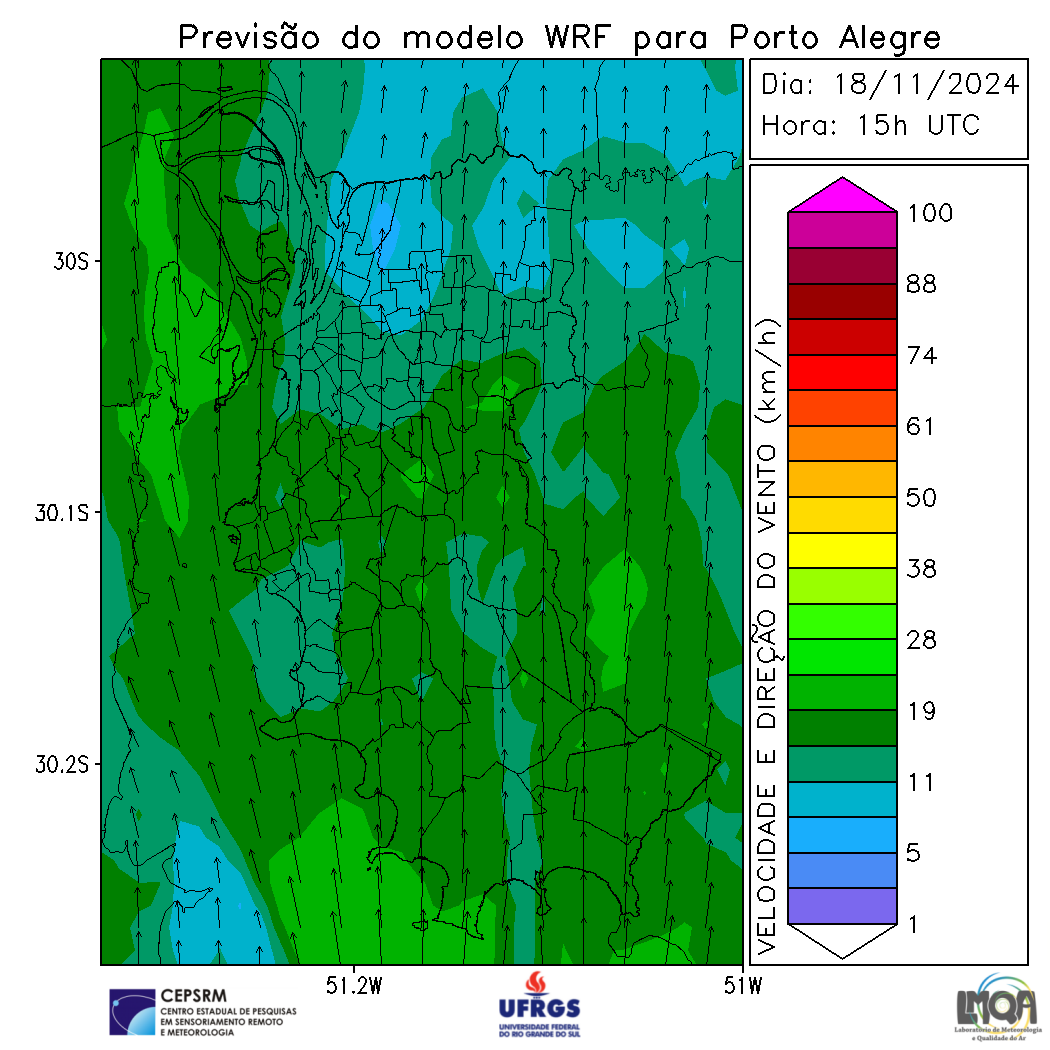 Previsão do modelo WRF para Porto Alegre
Dia: 18/11/2024
Hora: 15h UTC
30S
30.1S
30.2S
51.2W
51W
VELOCIDADE E DIREÇÃO DO VENTO (km/h)
100
88
74
61
50
38
28
19
11
5
1
CEPSRM
CENTRO ESTADUAL DE PESQUISAS
EM SENSORIAMENTO REMOTO
E METEOROLOGIA
UFRGS
UNIVERSIDADE FEDERAL
DO RIO GRANDE DO SUL
LMQA
Laboratório de Meteorologia
e Qualidade do Ar